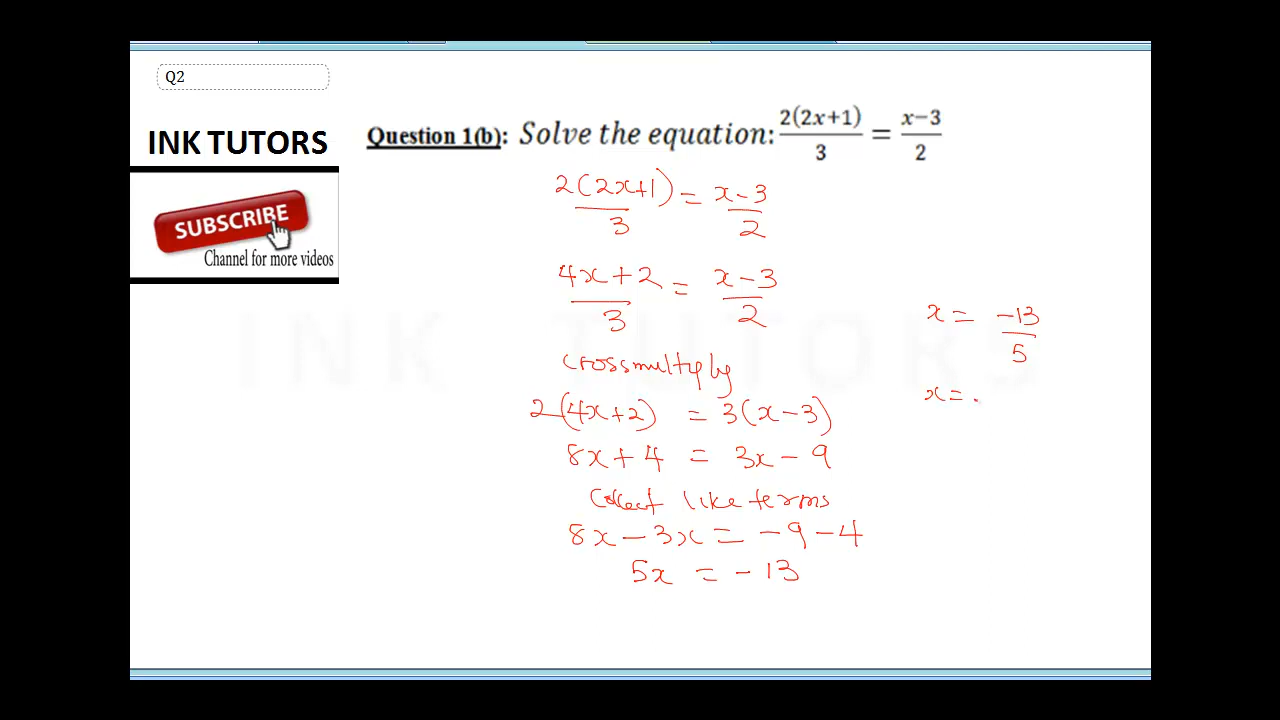 Q2
INK TUTORS
SUBSCRIBE
Channel for more videos
Question 1(b): Solve the equation: 2(2x+1)/3 = x−3/2
2(2x+1)/3 = x−3/2
4x+2/3 = x−3/2
crossmultiply
2(4x+2) = 3(x−3)
8x+4 = 3x−9
Collect like terms
8x−3x = −9−4
5x = −13
x = −13/5
x =
INK TUTORS